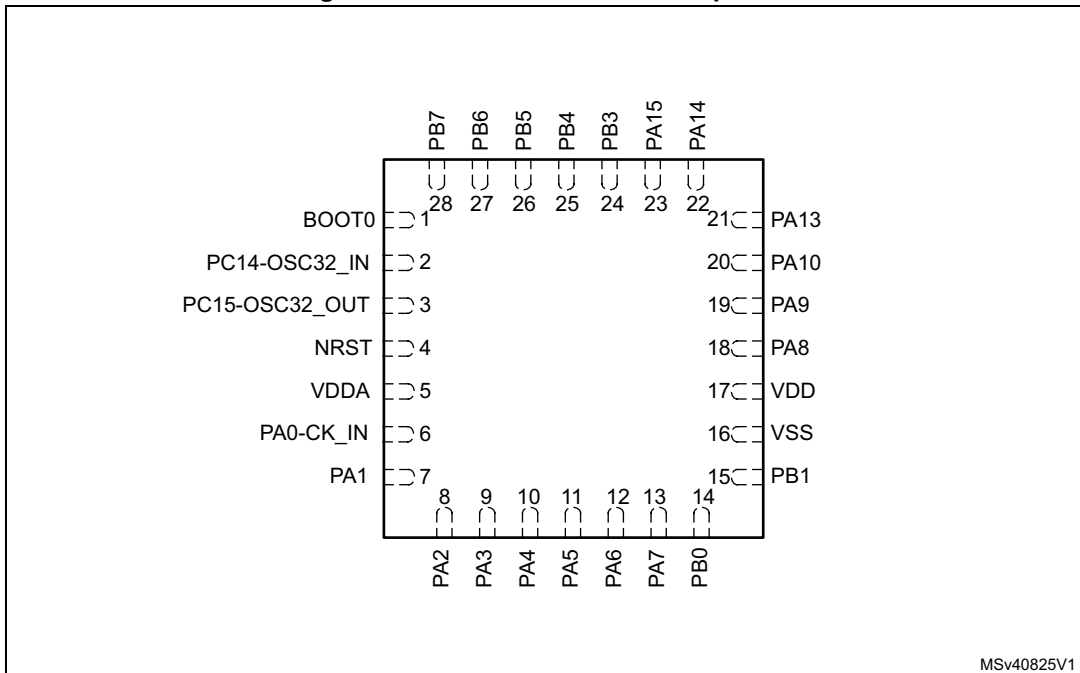 PB7
PB6
PB5
PB4
PB3
PA15
PA14
28
27
26
25
24
23
22
BOOT0 1
21 PA13
PC14-OSC32_IN 2
20 PA10
PC15-OSC32_OUT 3
19 PA9
NRST 4
18 PA8
VDDA 5
17 VDD
PA0-CK_IN 6
16 VSS
PA1 7
15 PB1
8
9
10
11
12
13
14
PA2
PA3
PA4
PA5
PA6
PA7
PB0
MSv40825V1